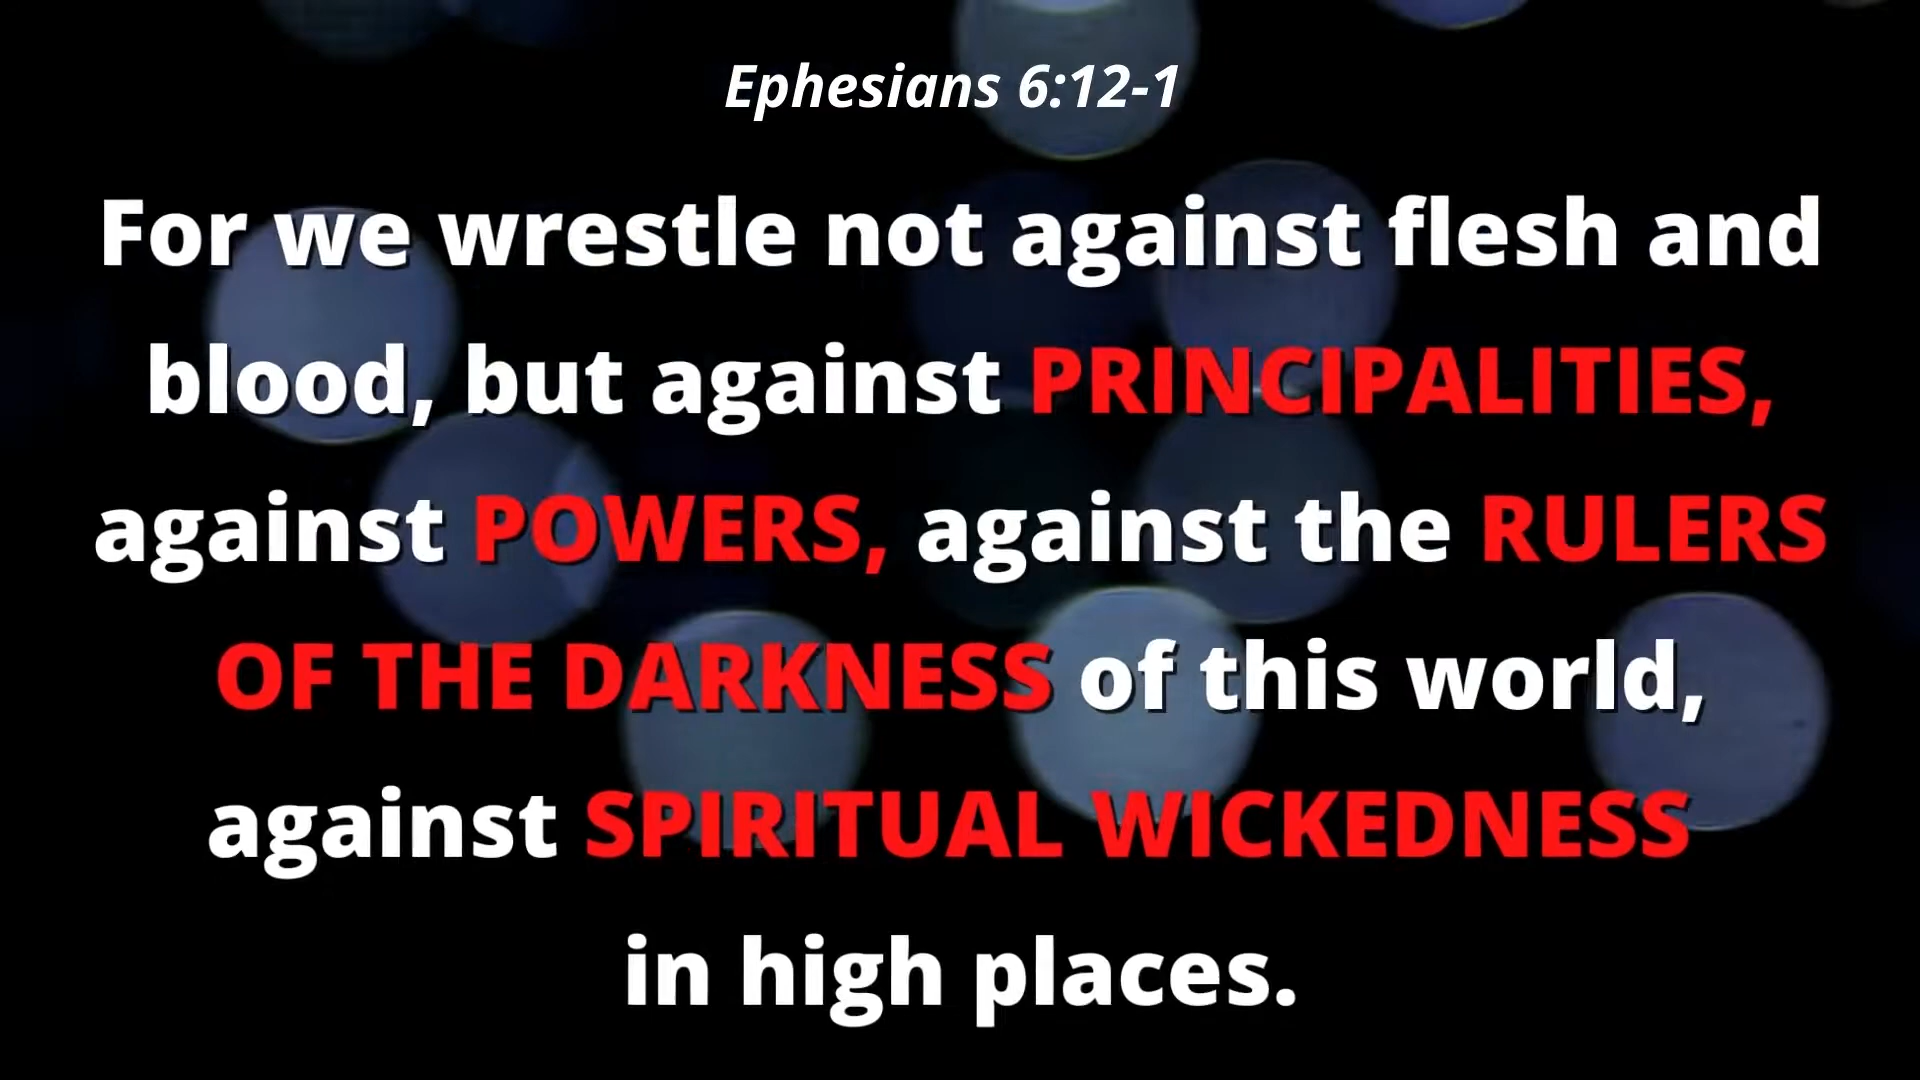 Ephesians 6:12-1
For we wrestle not against flesh and
blood, but against PRINCIPALITIES,
against POWERS, against the RULERS
OF THE DARKNESS of this world,
against SPIRITUAL WICKEDNESS
in high places.